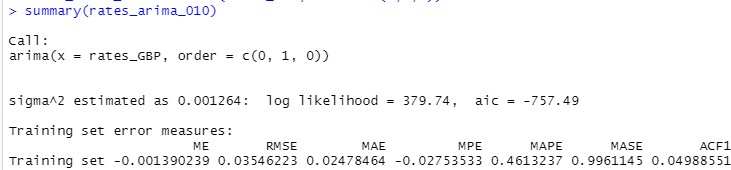 > summary(rates_arima_010)
Call:
arima(x = rates_GBP, order = c(0, 1, 0))
sigma^2 estimated as 0.001264:  log likelihood = 379.74,  aic = -757.49
Training set error measures:
ME RMSE MAE MPE MAPE MASE ACF1
Training set -0.001390239 0.03546223 0.02478464 -0.02753533 0.4613237 0.9961145 0.04988551